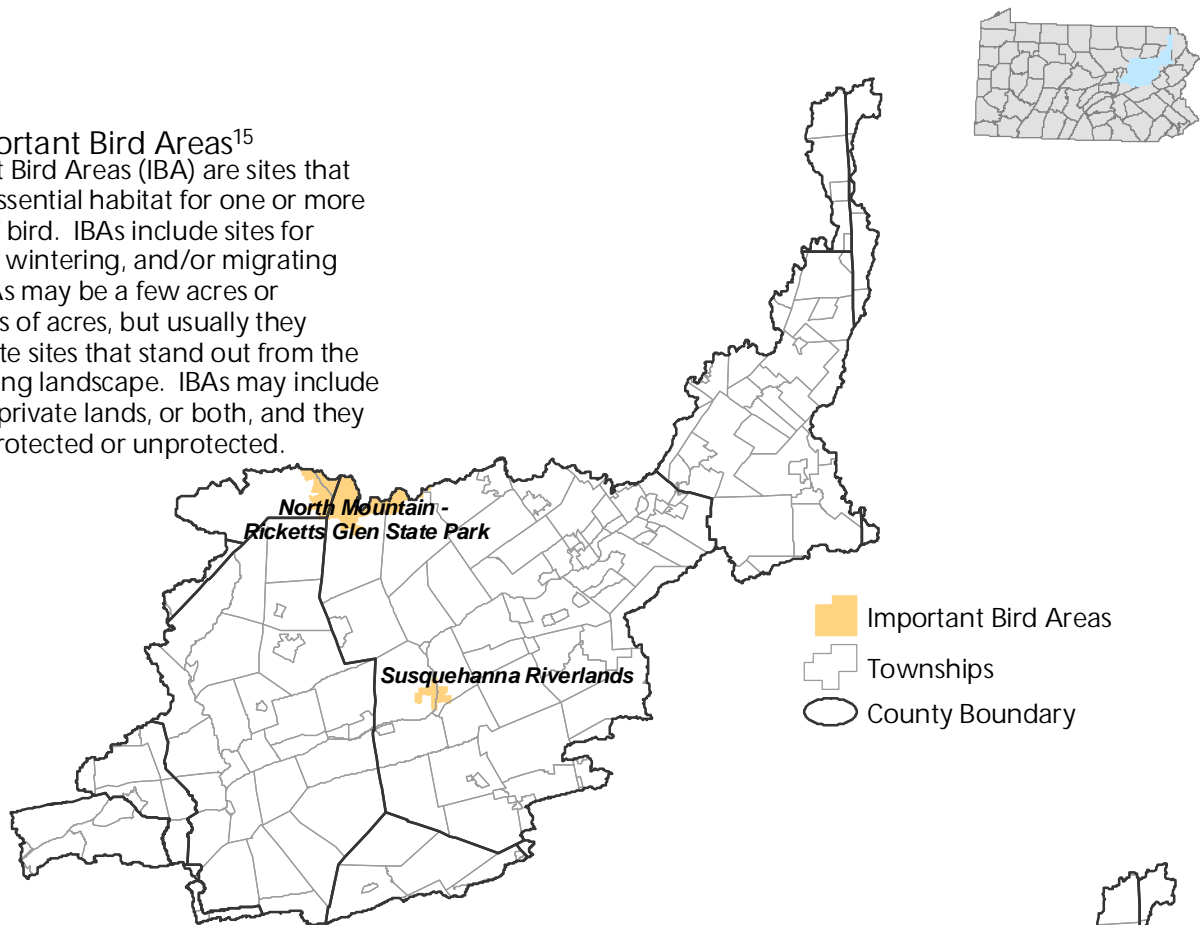 ortant Bird Areas15
t Bird Areas (IBA) are sites that
ssential habitat for one or more
bird. IBAs include sites for
wintering, and/or migrating
As may be a few acres or
s of acres, but usually they
te sites that stand out from the
ing landscape. IBAs may include
private lands, or both, and they
rotected or unprotected.
North Mountain -
Ricketts Glen State Park
Susquehanna Riverlands
Important Bird Areas
Townships
County Boundary